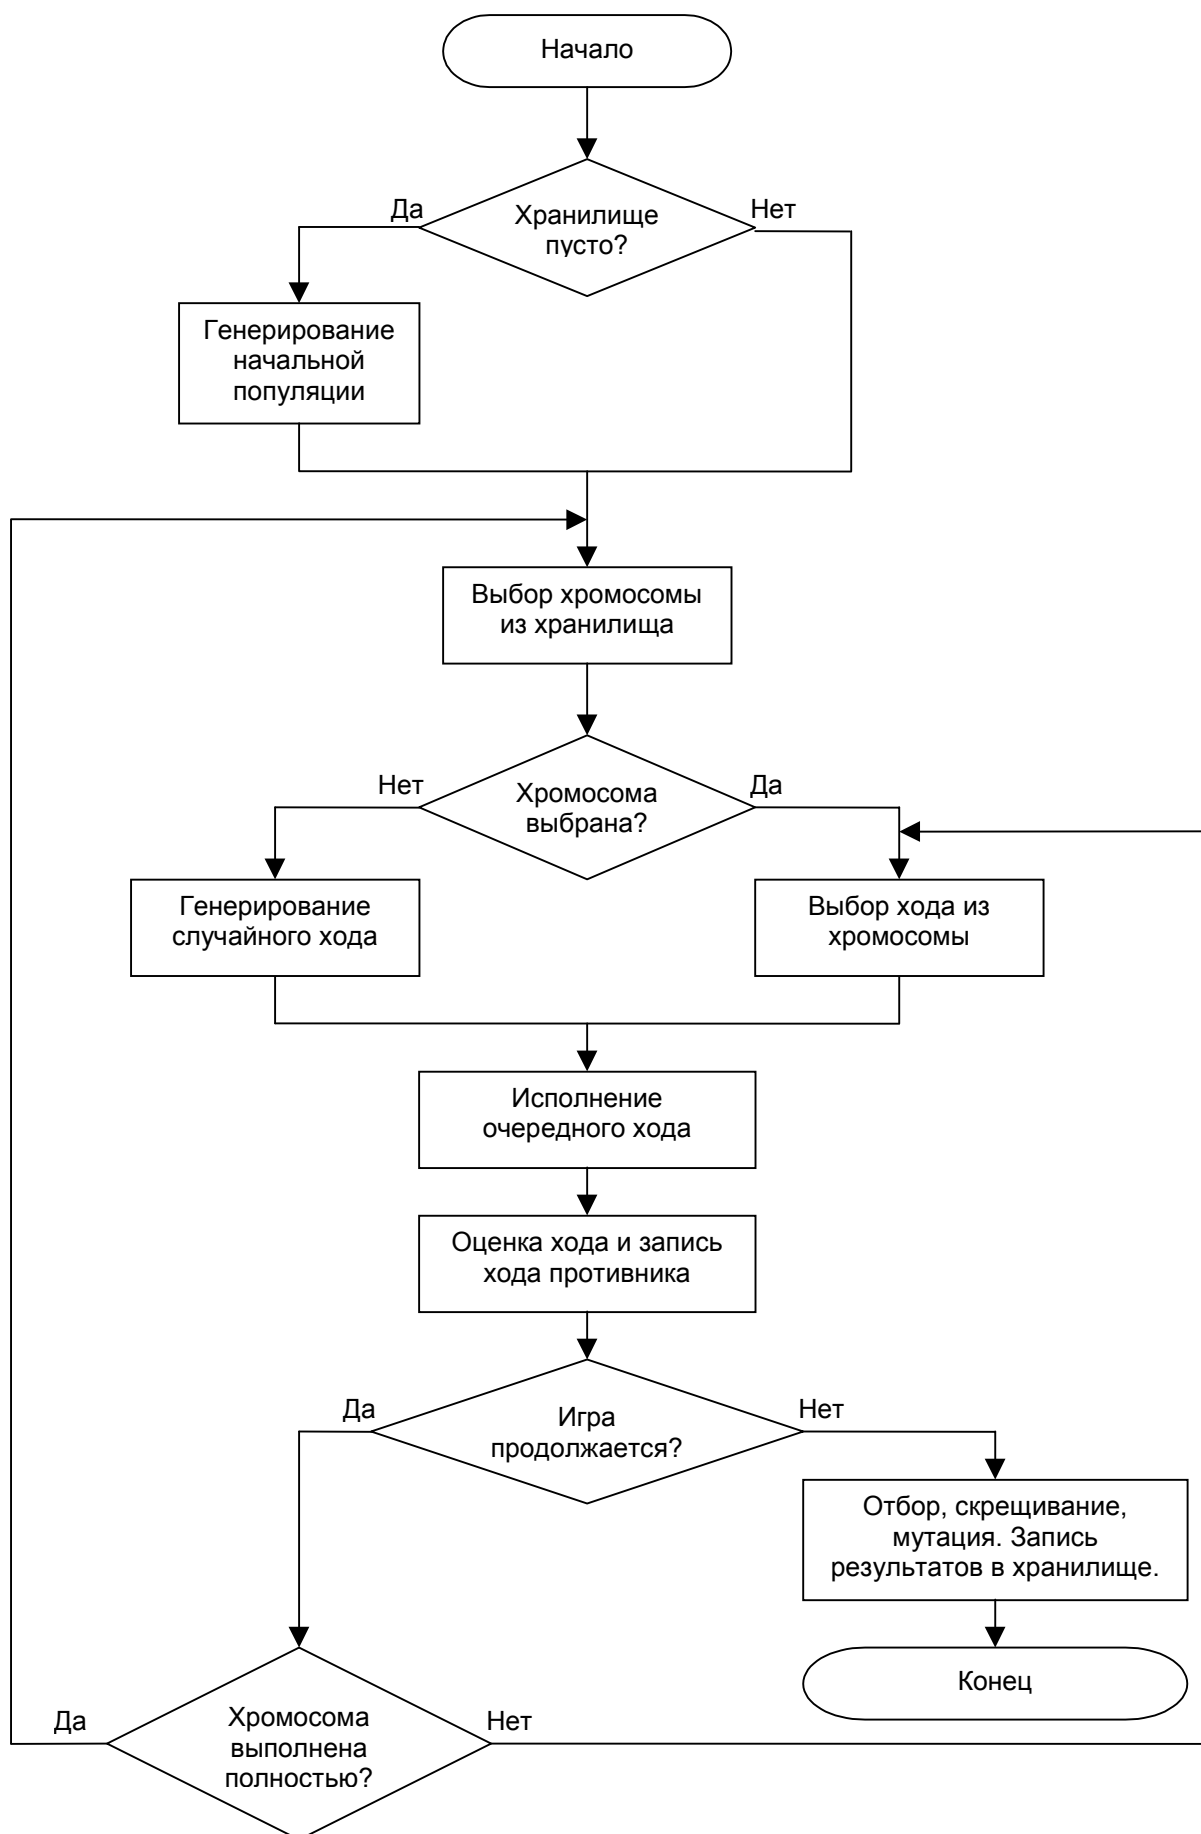 Начало
Да
Нет
Хранилище
пусто?
Генерирование
начальной
популяции
Выбор хромосомы
из хранилища
Нет
Да
Хромосома
выбрана?
Генерирование
случайного хода
Выбор хода из
хромосомы
Исполнение
очередного хода
Оценка хода и запись
хода противника
Да
Нет
Игра
продолжается?
Отбор, скрещивание,
мутация. Запись
результатов в хранилище.
Конец
Да
Нет
Хромосома
выполнена
полностью?